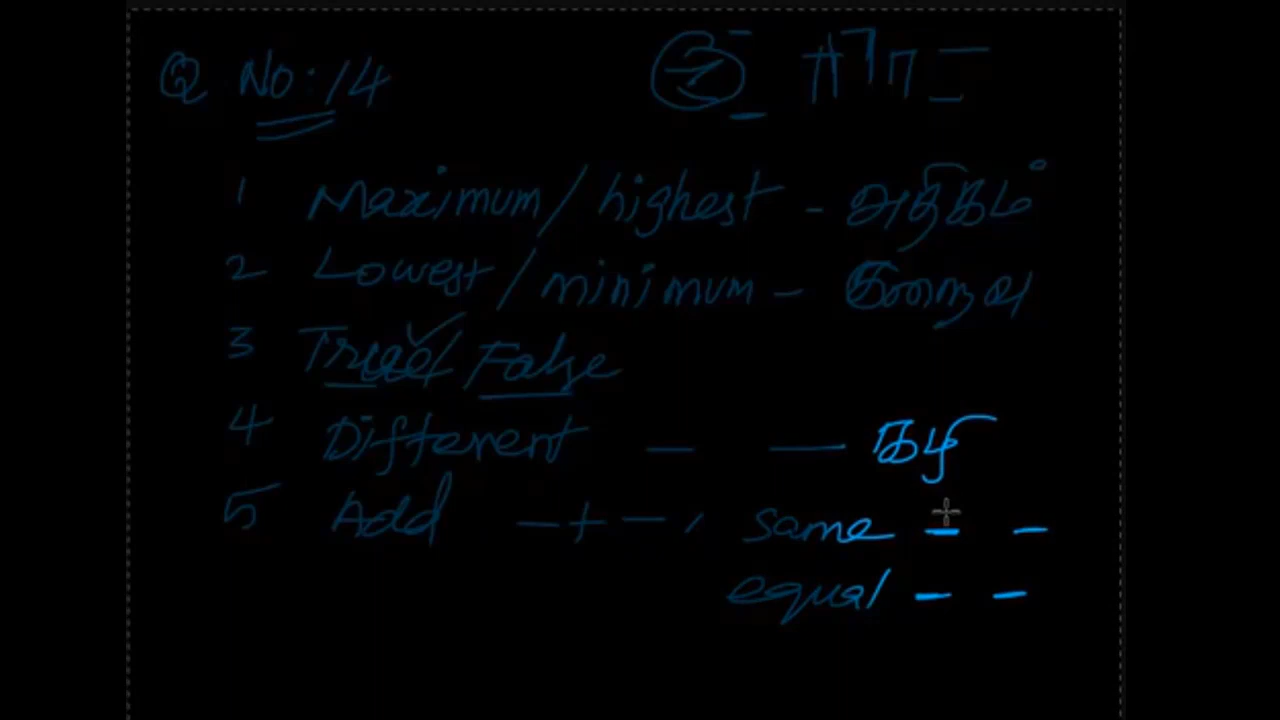 Q No: 14
1 Maximum / highest - அதிகம்
2 Lowest / minimum - குறைவு
3 True / False
4 Different — — கழி
5 Add — + — , same - -
equal - -